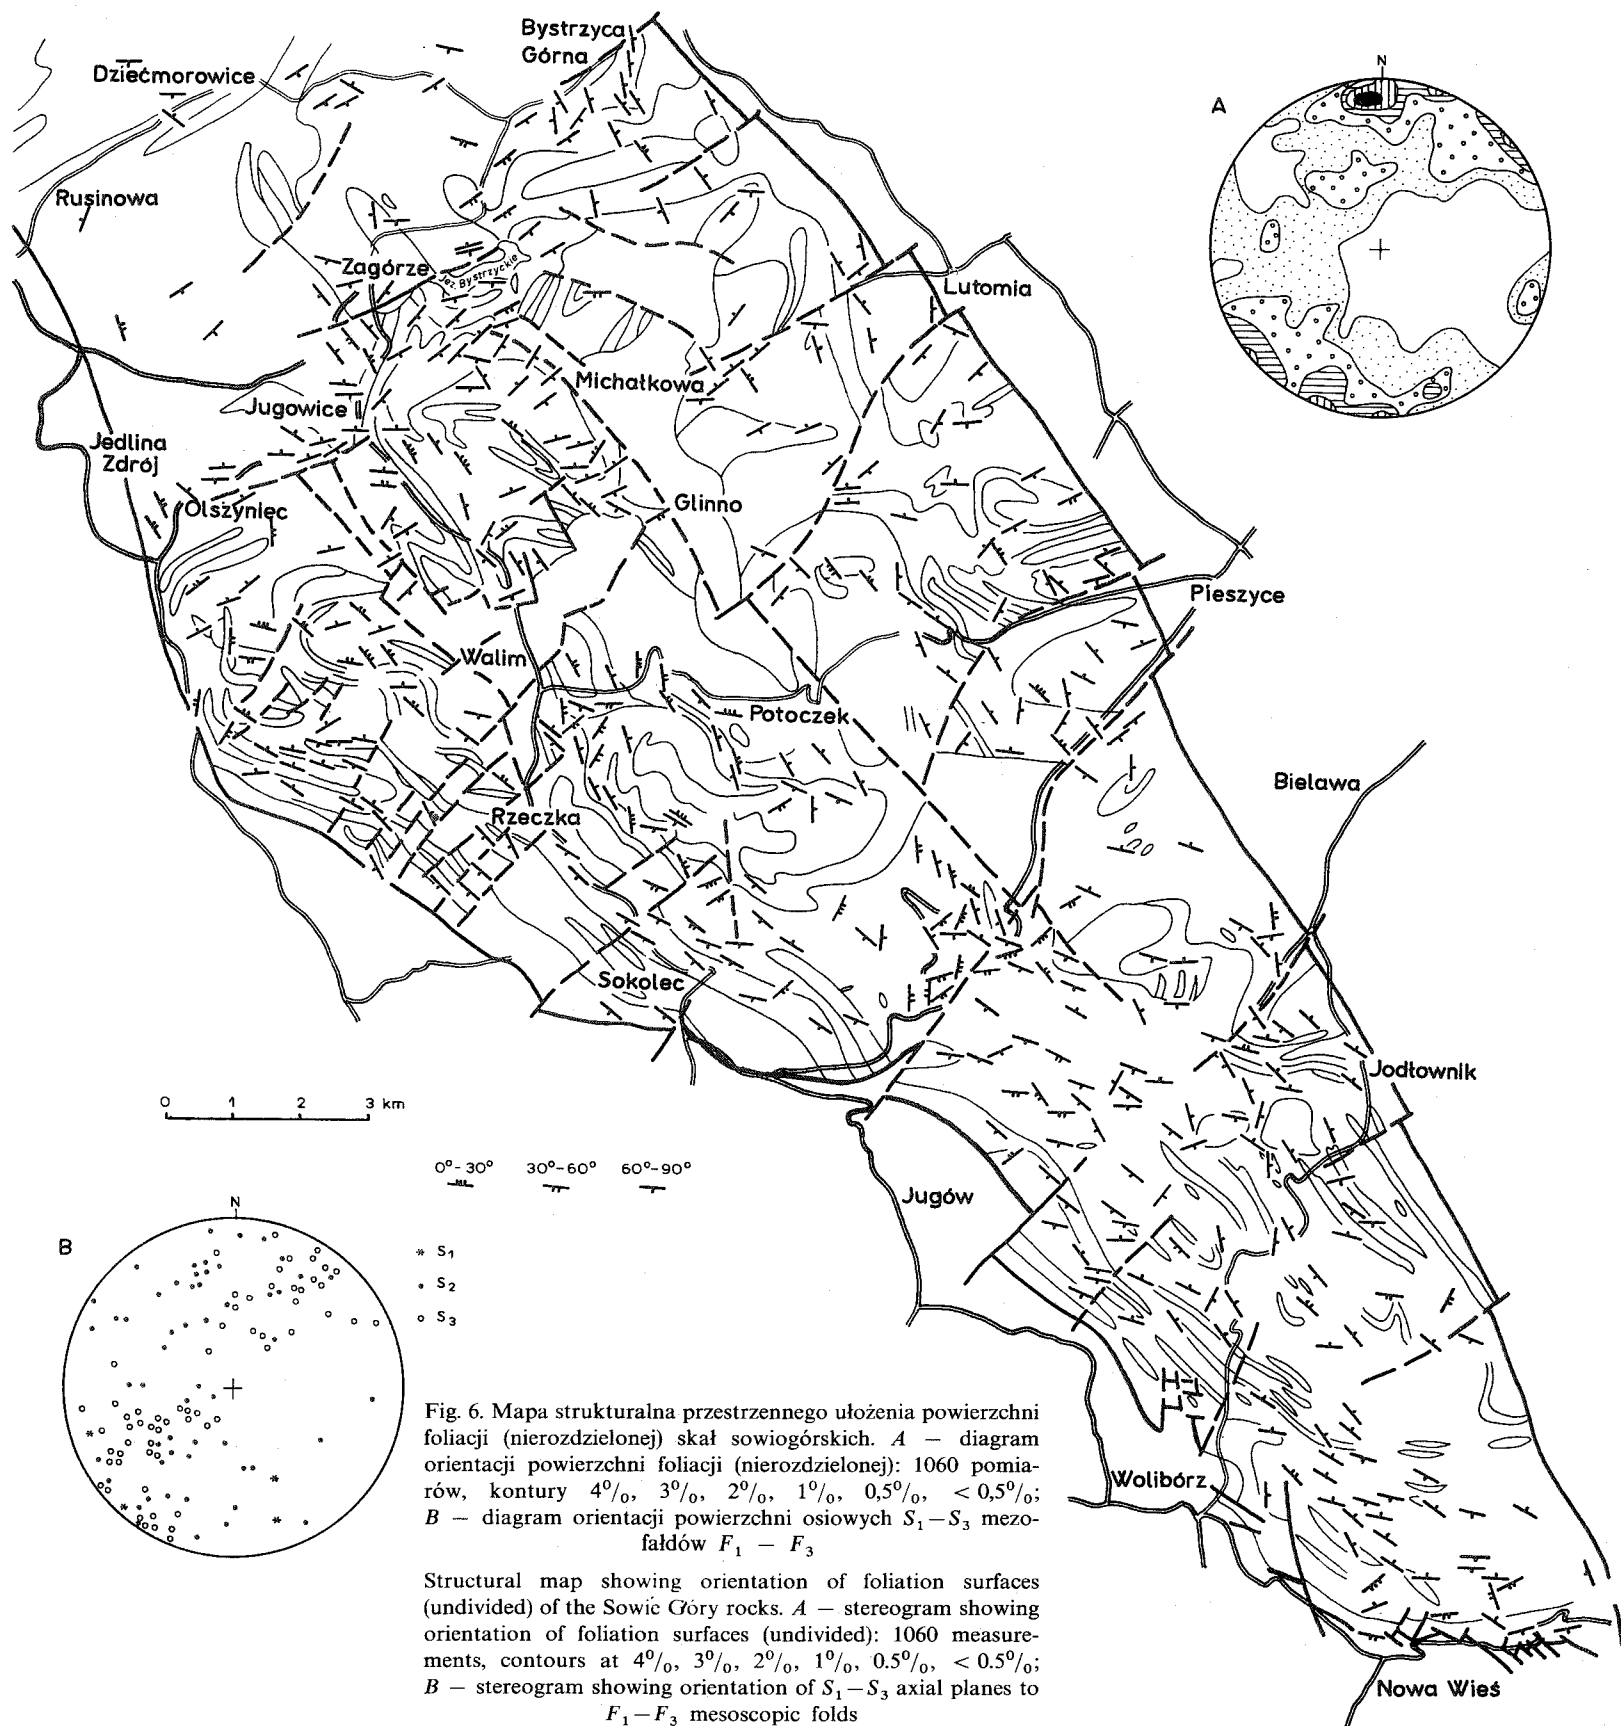 Bystrzyca
Górna
Dziećmorowice
N
A
Rusinowa
Zagórze
Jez. Bystrzyckie
Lutomia
Michałkowa
Jugowice
Jedlina
Zdrój
Olszyniec
Glinno
Pieszyce
Walim
Potoczek
Bielawa
Rzeczka
Sokolec
Jodłownik
0 1 2 3 km
0°-30° 30°-60° 60°-90°
Jugów
N
B
* S1
• S2
○ S3
Wolibórz
Nowa Wieś
Fig. 6. Mapa strukturalna przestrzennego ułożenia powierzchni
foliacji (nierozdzielonej) skał sowiogórskich. A — diagram
orientacji powierzchni foliacji (nierozdzielonej): 1060 pomia-
rów, kontury 4%, 3%, 2%, 1%, 0,5%, < 0,5%;
B — diagram orientacji powierzchni osiowych S1—S3 mezo-
fałdów F1 — F3
Structural map showing orientation of foliation surfaces
(undivided) of the Sowie Góry rocks. A — stereogram showing
orientation of foliation surfaces (undivided): 1060 measure-
ments, contours at 4%, 3%, 2%, 1%, 0.5%, < 0.5%;
B — stereogram showing orientation of S1—S3 axial planes to
F1—F3 mesoscopic folds